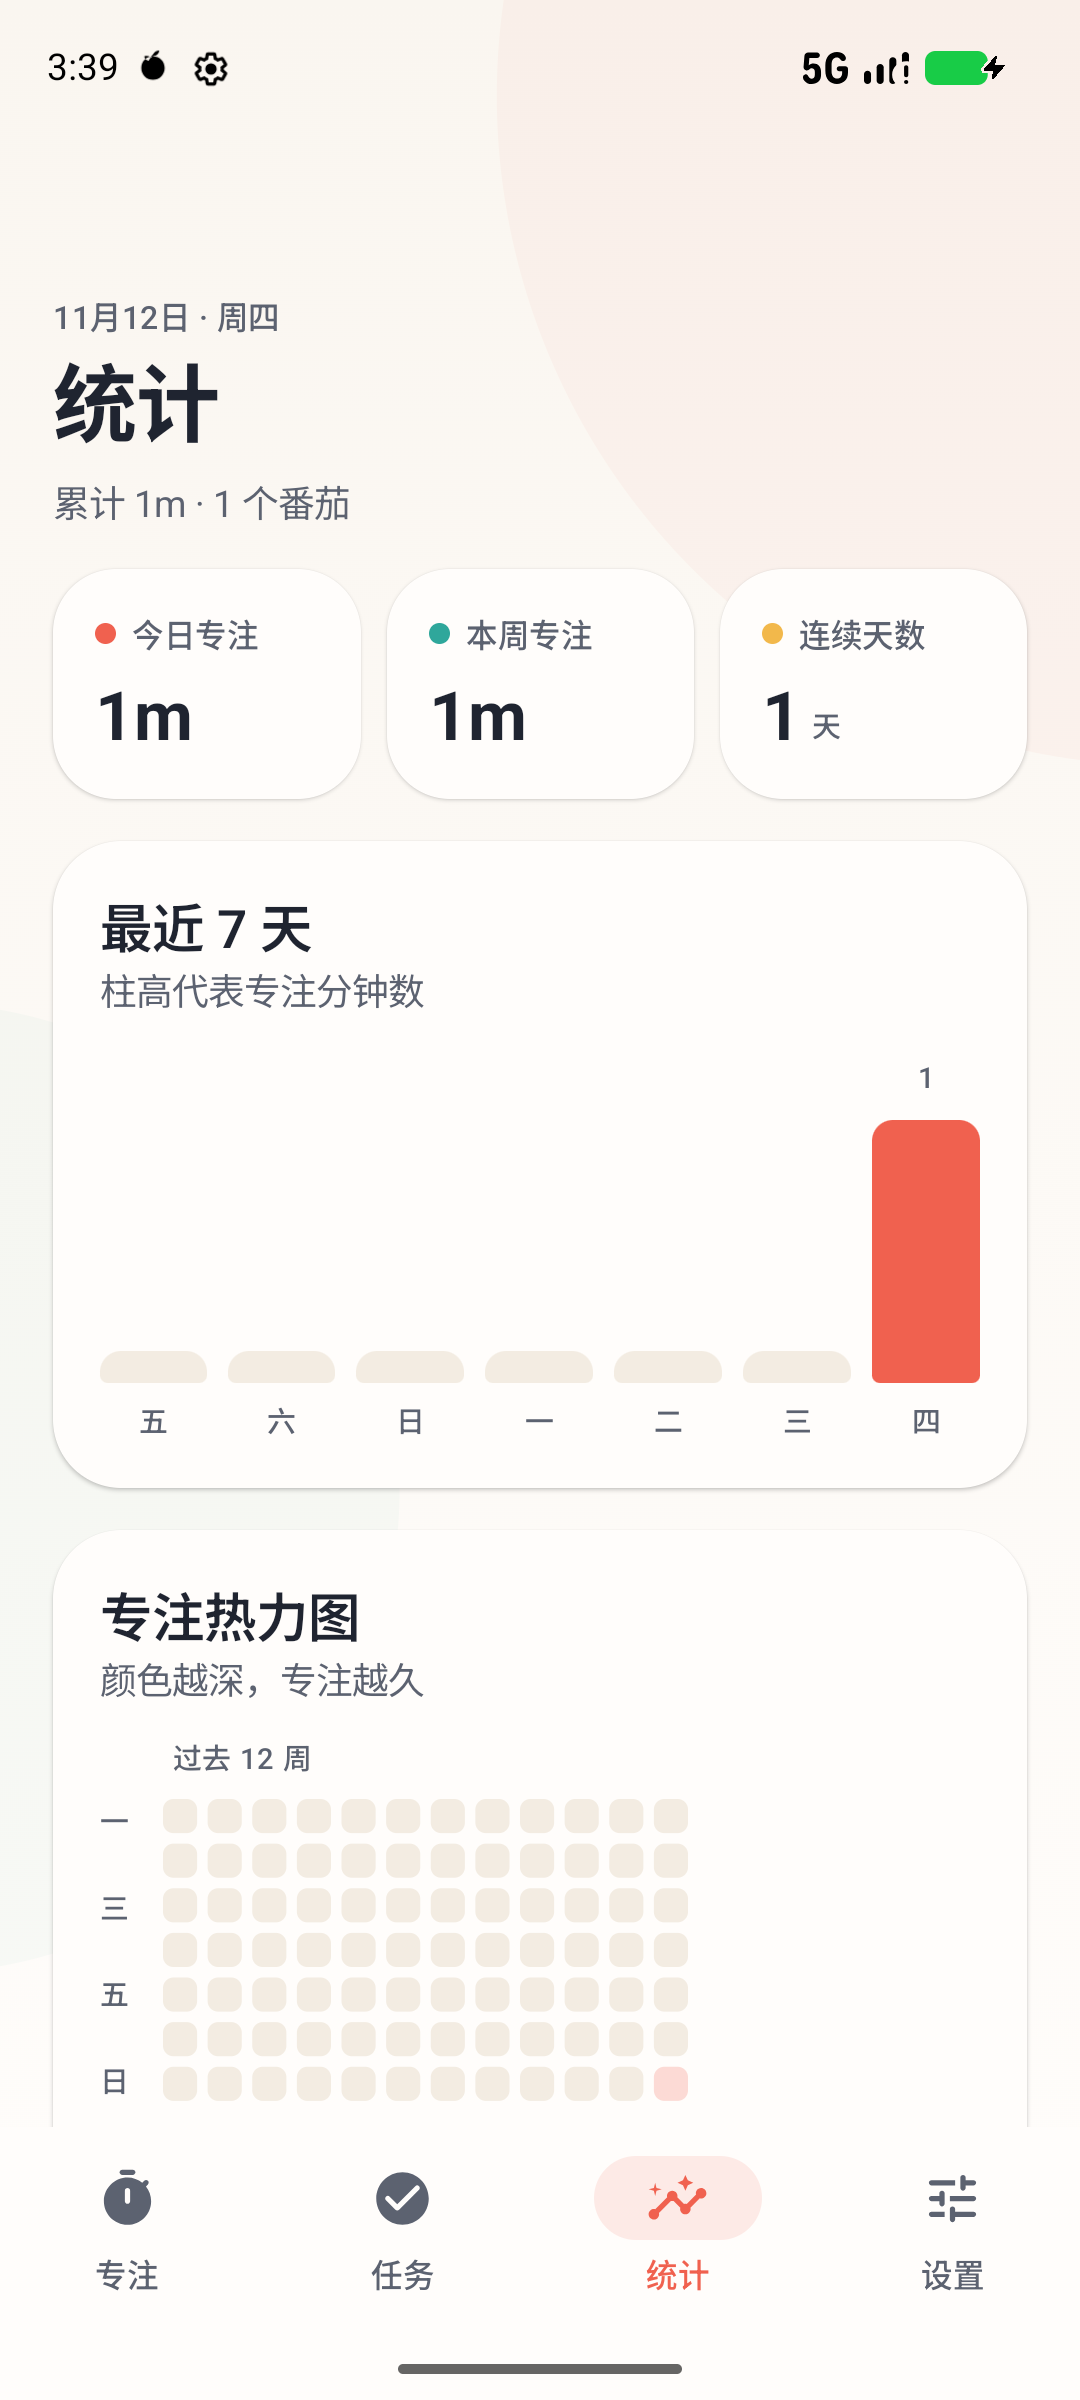 3:39
5G
11月12日 · 周四
统计
累计 1m · 1 个番茄
今日专注
1m
本周专注
1m
连续天数
1 天
最近 7 天
柱高代表专注分钟数
1
五 六 日 一 二 三 四
专注热力图
颜色越深，专注越久
过去 12 周
一
三
五
日
专注 任务 统计 设置